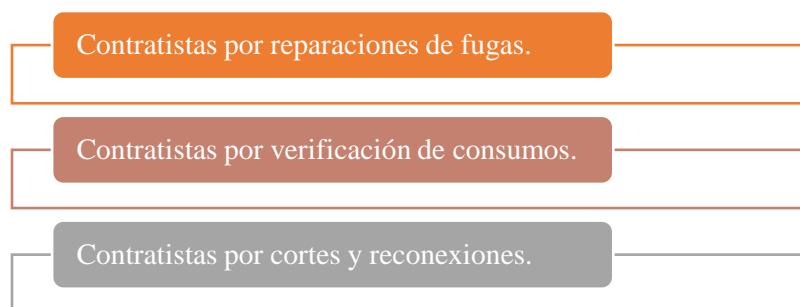 Contratistas por reparaciones de fugas.
Contratistas por verificación de consumos.
Contratistas por cortes y reconexiones.